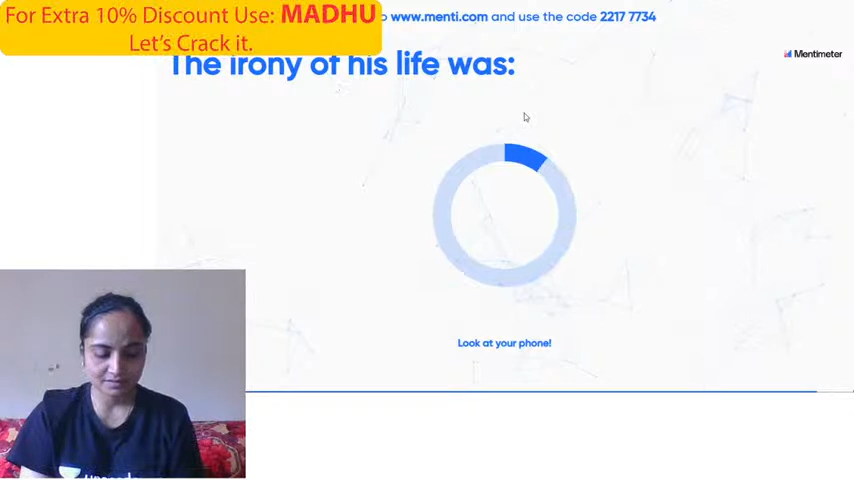 For Extra 10% Discount Use: MADHU
Let's Crack it.
www.menti.com and use the code 2217 7734
Mentimeter
The irony of his life was:
Look at your phone!